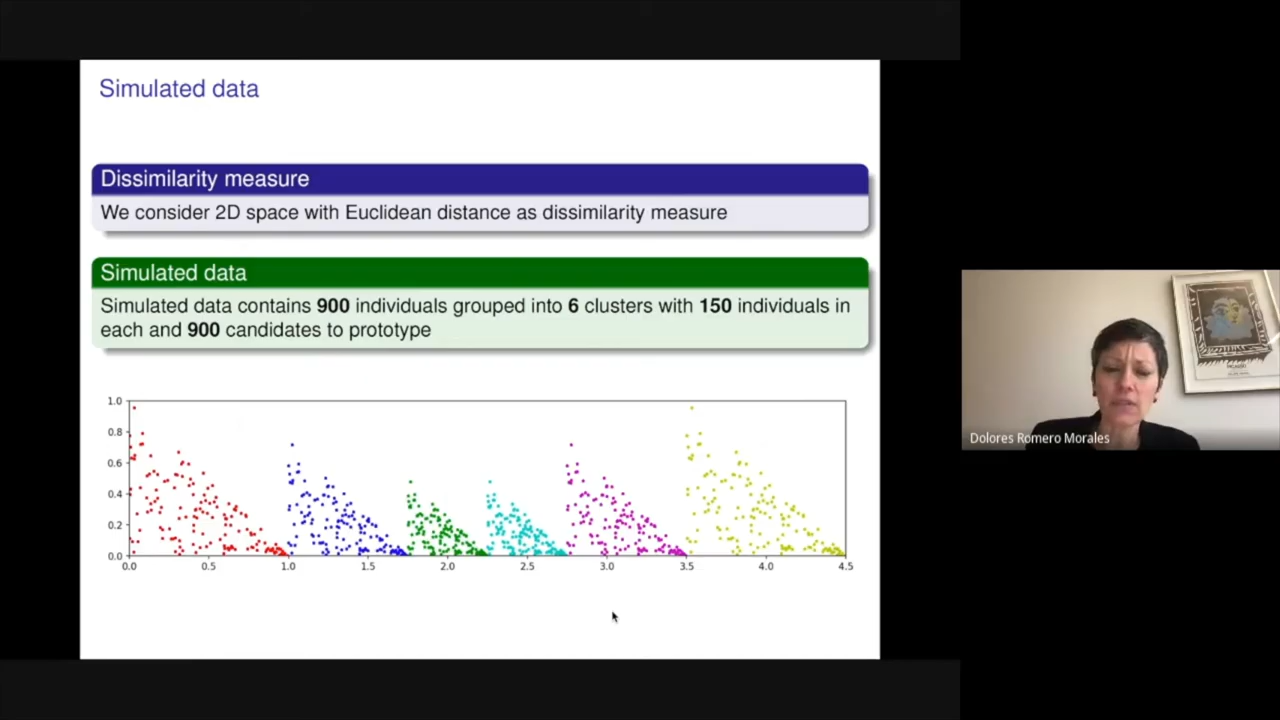 Simulated data
Dissimilarity measure
We consider 2D space with Euclidean distance as dissimilarity measure
Simulated data
Simulated data contains 900 individuals grouped into 6 clusters with 150 individuals in
each and 900 candidates to prototype
1.0
0.8
0.6
0.4
0.2
0.0
0.0 0.5 1.0 1.5 2.0 2.5 3.0 3.5 4.0 4.5
Dolores Romero Morales